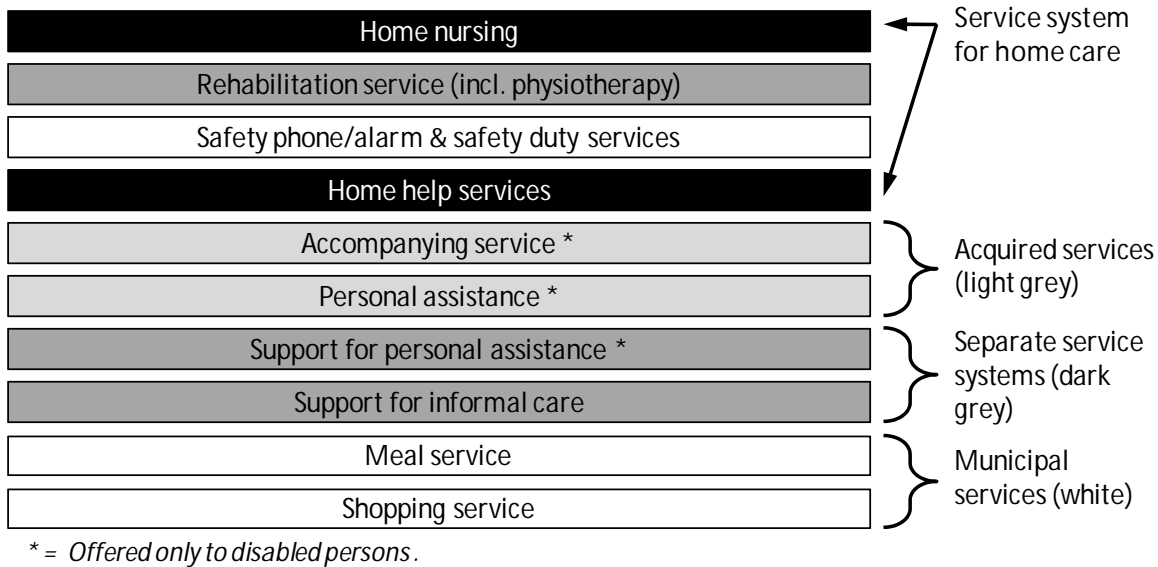 Home nursing
Rehabilitation service (incl. physiotherapy)
Safety phone/alarm & safety duty services
Home help services
Accompanying service *
Personal assistance *
Support for personal assistance *
Support for informal care
Meal service
Shopping service
* = Offered only to disabled persons.
Service system
for home care
Acquired services
(light grey)
Separate service
systems (dark
grey)
Municipal
services (white)